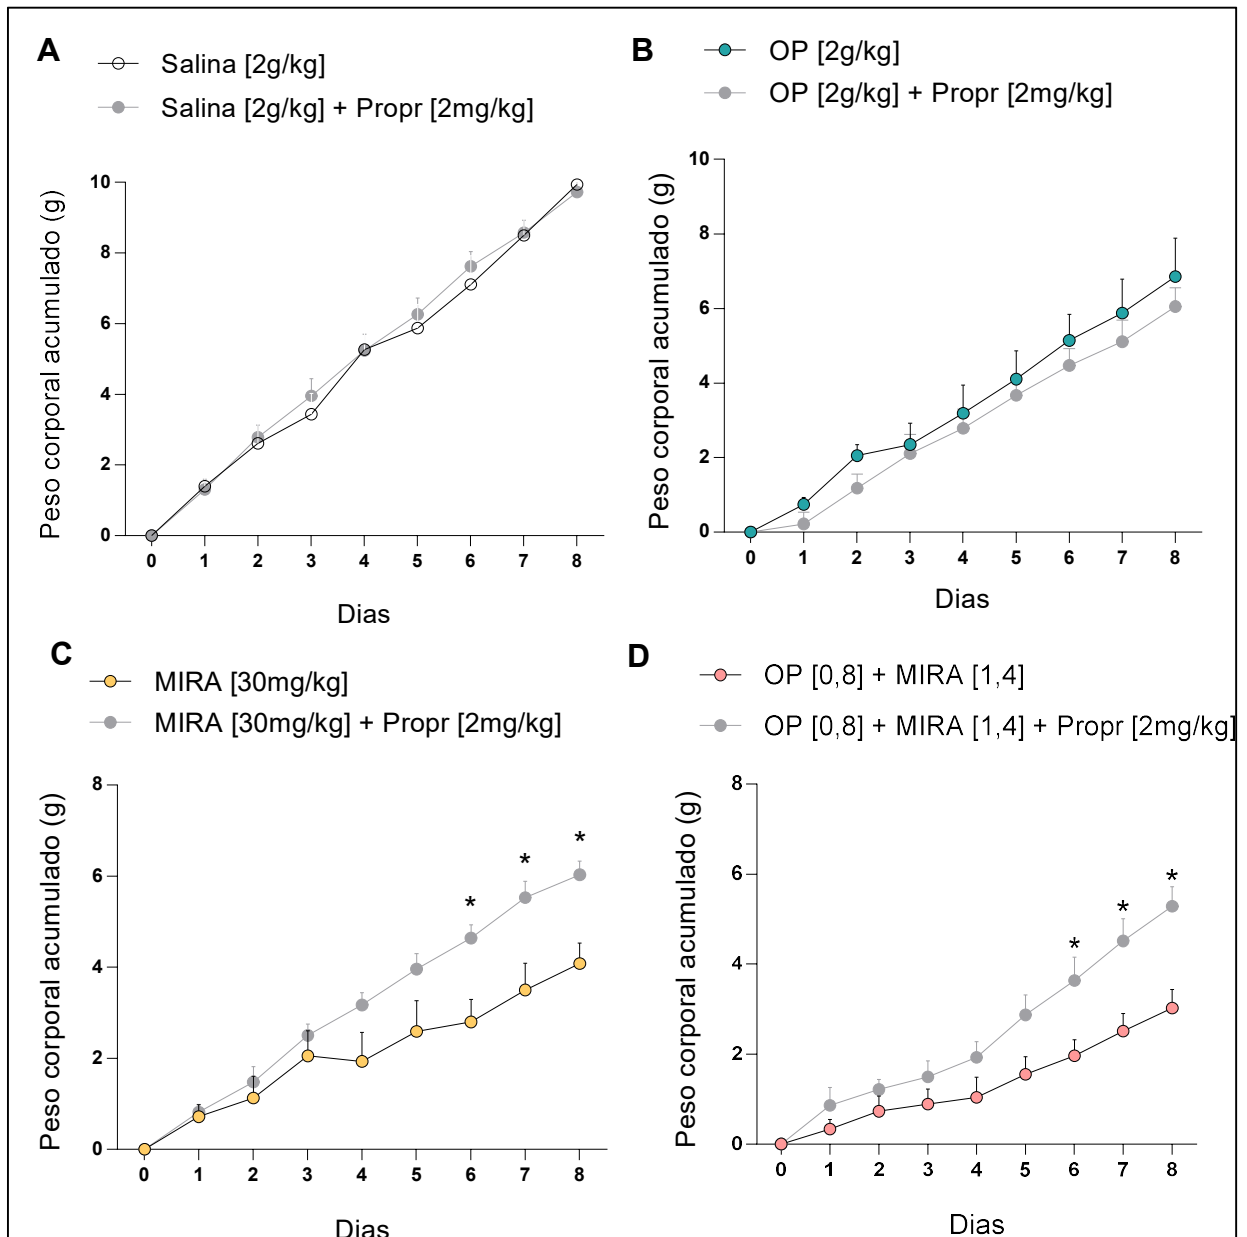 A
Salina [2g/kg]
Salina [2g/kg] + Propr [2mg/kg]
Peso corporal acumulado (g)
10
8
6
4
2
0
0 1 2 3 4 5 6 7 8
Dias
B
OP [2g/kg]
OP [2g/kg] + Propr [2mg/kg]
Peso corporal acumulado (g)
10
8
6
4
2
0
0 1 2 3 4 5 6 7 8
Dias
C
MIRA [30mg/kg]
MIRA [30mg/kg] + Propr [2mg/kg]
Peso corporal acumulado (g)
8
6
4
2
0
* * *
0 1 2 3 4 5 6 7 8
Dias
D
OP [0,8] + MIRA [1,4]
OP [0,8] + MIRA [1,4] + Propr [2mg/kg]
Peso corporal acumulado (g)
8
6
4
2
0
* * *
0 1 2 3 4 5 6 7 8
Dias